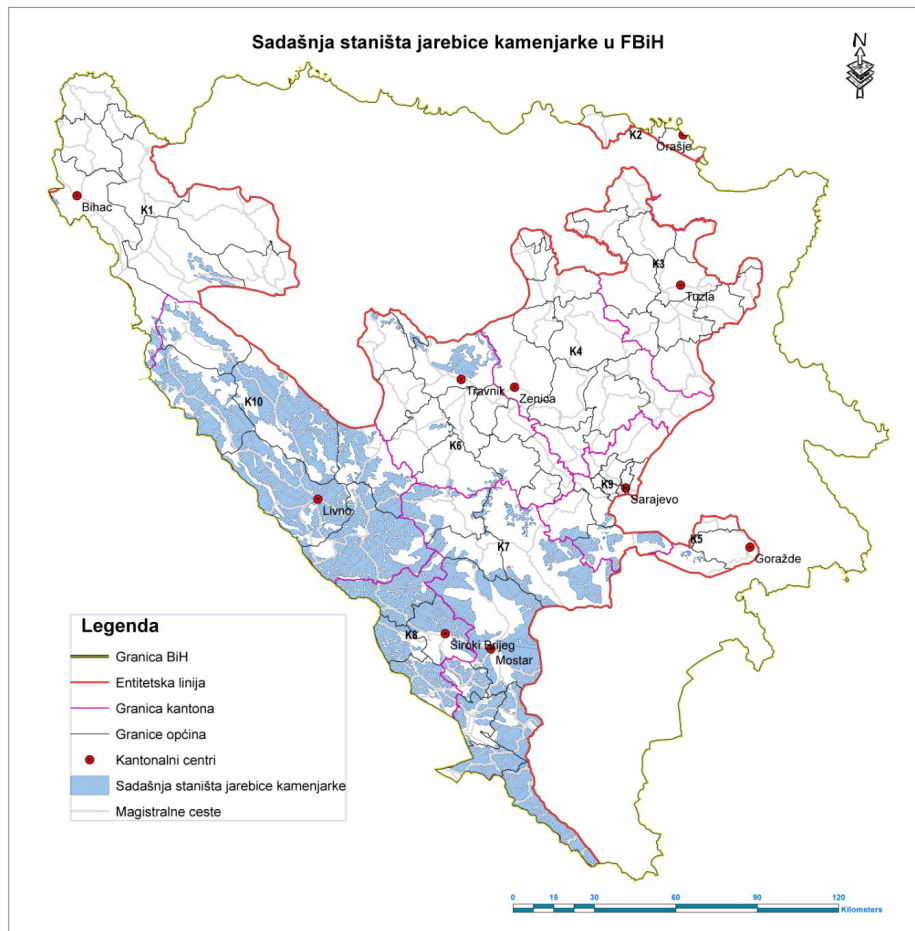 Sadašnja staništa jarebice kamenjarke u FBiH
N
K2
Orašje
Bihac
K1
K3
Tuzla
K4
Travnik
Zenica
K10
K6
K9
Sarajevo
Livno
K7
K5
Goražde
K8
Široki Brijeg
Mostar
Legenda
Granica BiH
Entitetska linija
Granica kantona
Granice općina
Kantonalni centri
Sadašnja staništa jarebice kamenjarke
Magistralne ceste
0 15 30 60 90 120
Kilometers